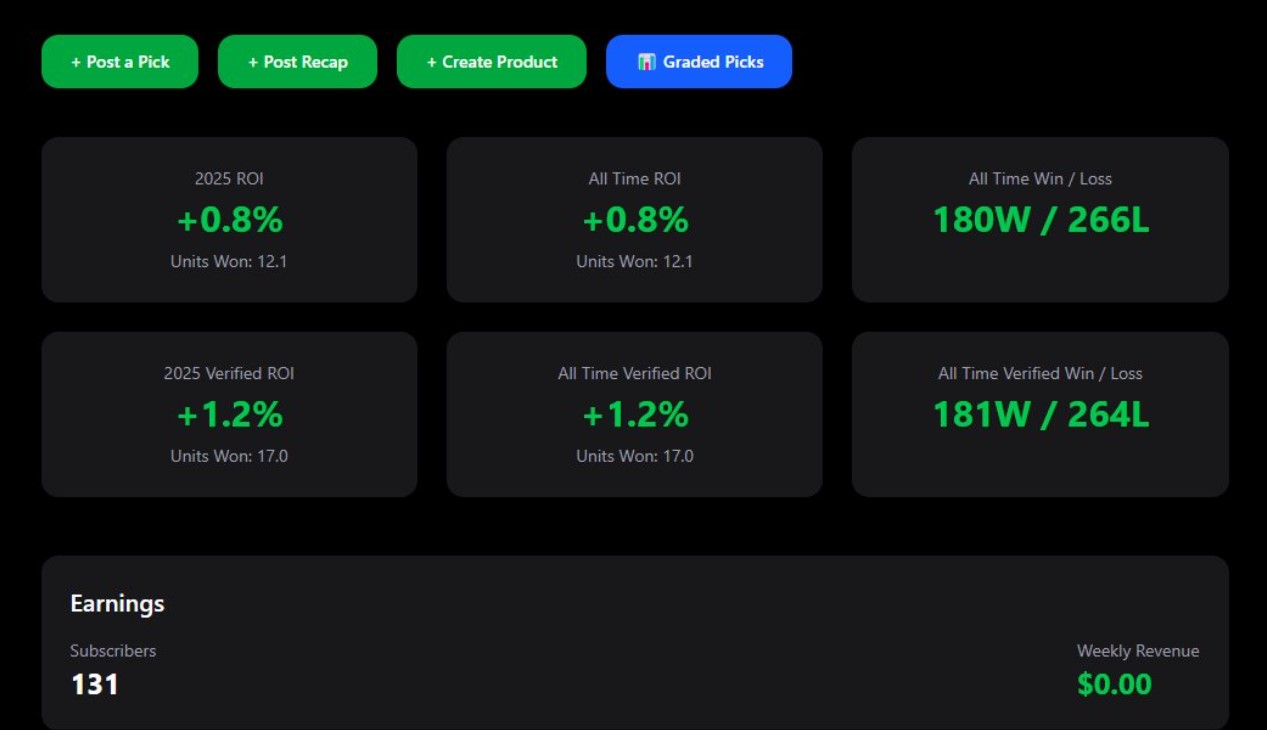 + Post a Pick + Post Recap + Create Product 📊 Graded Picks
2025 ROI All Time ROI All Time Win / Loss
+0.8% +0.8% 180W / 266L
Units Won: 12.1 Units Won: 12.1
2025 Verified ROI All Time Verified ROI All Time Verified Win / Loss
+1.2% +1.2% 181W / 264L
Units Won: 17.0 Units Won: 17.0
Earnings
Subscribers Weekly Revenue
131 $0.00